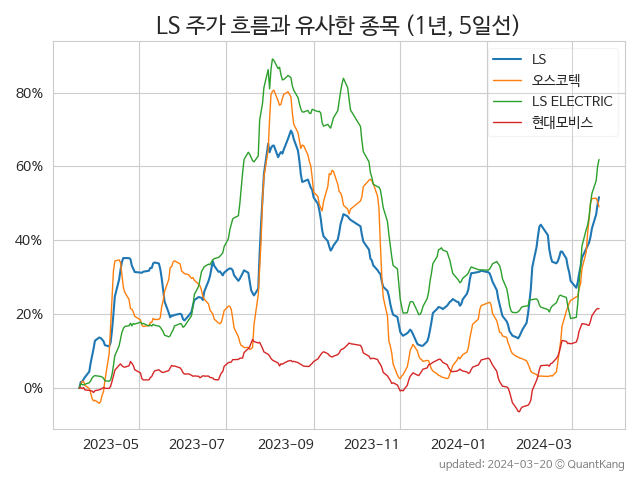 LS 주가 흐름과 유사한 종목 (1년, 5일선)
LS
오스코텍
LS ELECTRIC
현대모비스
80%
60%
40%
20%
0%
2023-05
2023-07
2023-09
2023-11
2024-01
2024-03
updated: 2024-03-20 © QuantKang